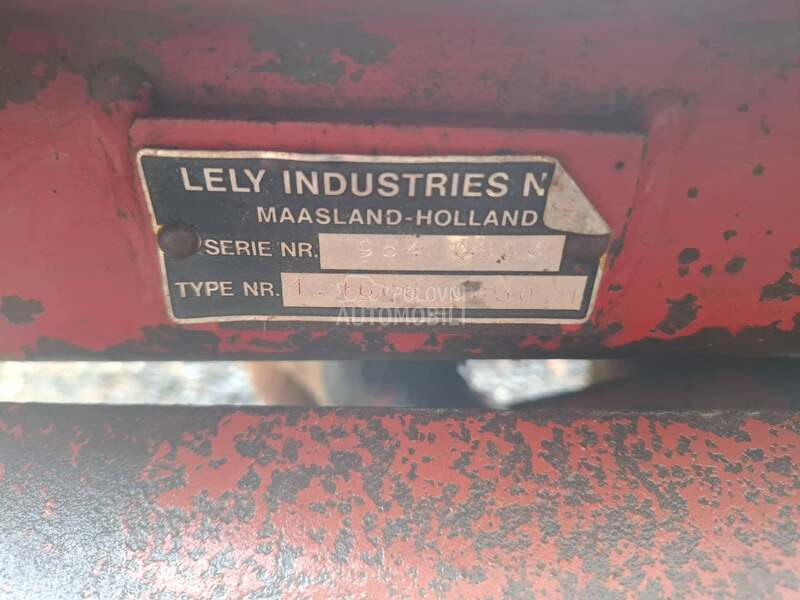 LELY INDUSTRIES N
MAASLAND-HOLLAND
SERIE NR.
TYPE NR.
POLOVNI
AUTOMOBILI